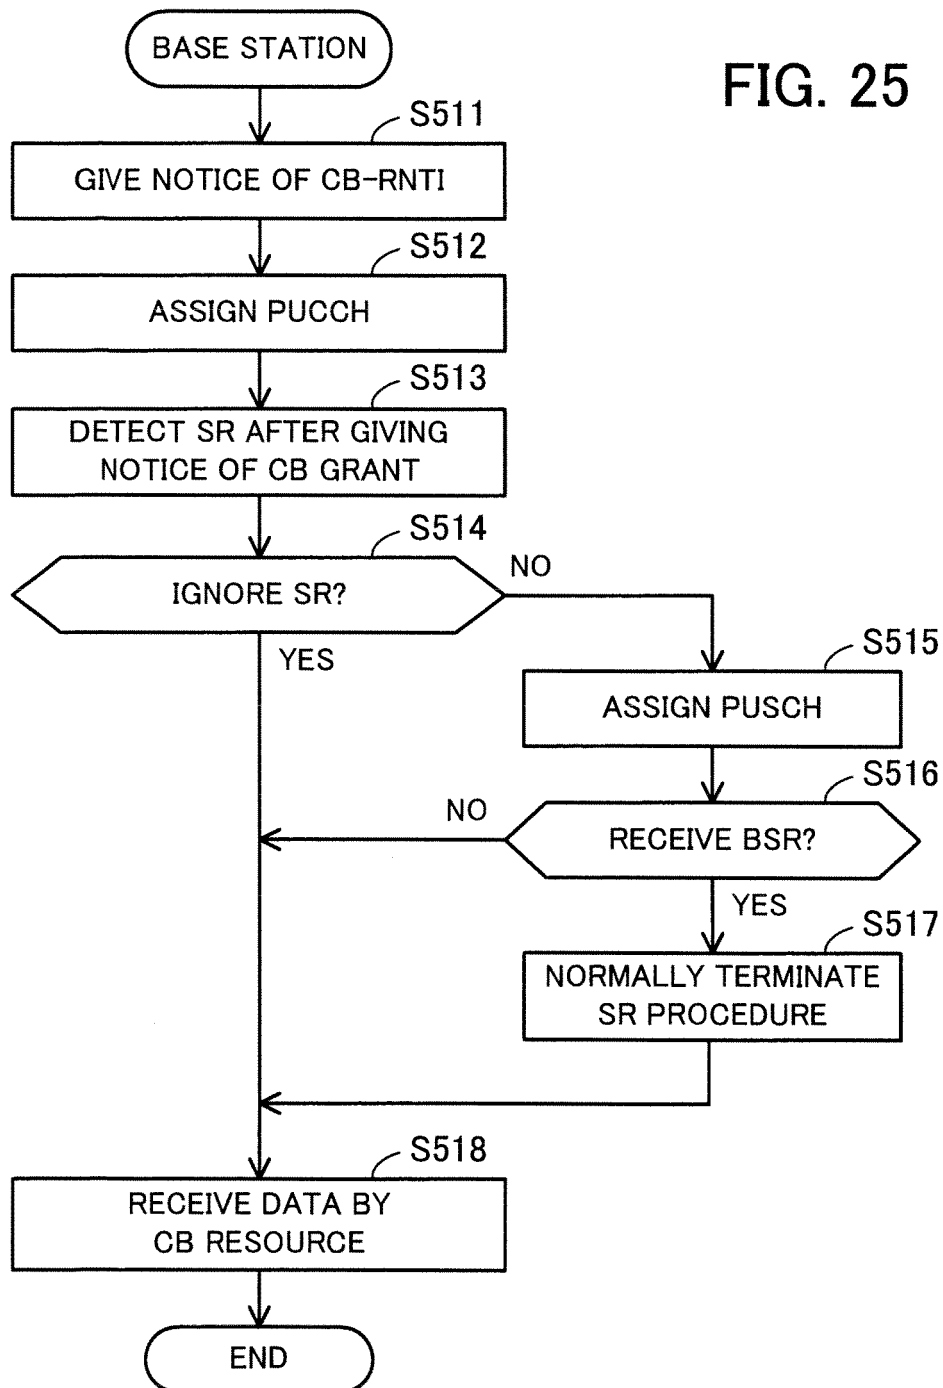 BASE STATION
FIG. 25
S511
GIVE NOTICE OF CB-RNTI
S512
ASSIGN PUCCH
S513
DETECT SR AFTER GIVING
NOTICE OF CB GRANT
S514
IGNORE SR?
NO
YES
S515
ASSIGN PUSCH
S516
RECEIVE BSR?
NO
YES
S517
NORMALLY TERMINATE
SR PROCEDURE
S518
RECEIVE DATA BY
CB RESOURCE
END